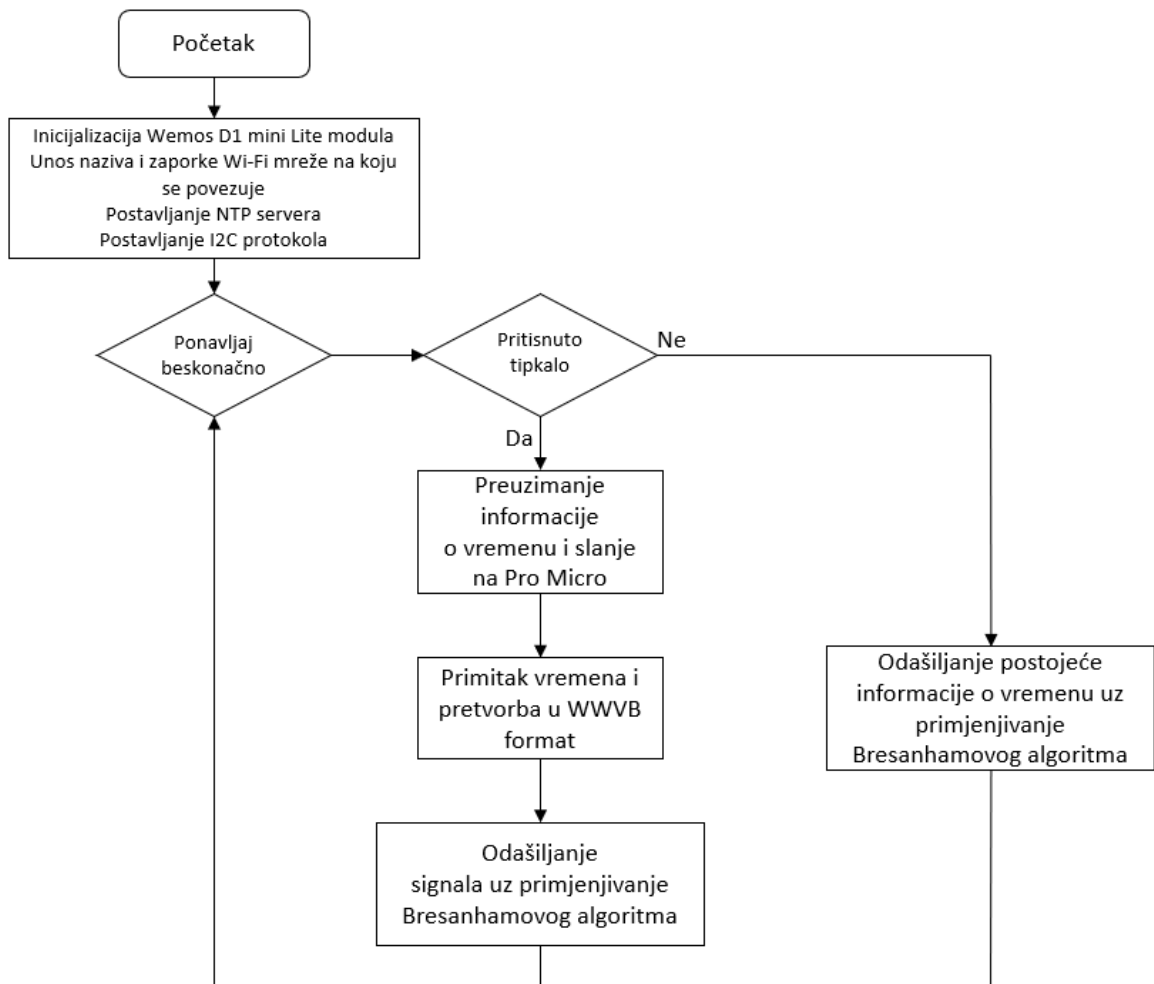 Početak
Inicijalizacija Wemos D1 mini Lite modula
Unos naziva i zaporke Wi-Fi mreže na koju
se povezuje
Postavljanje NTP servera
Postavljanje I2C protokola
Ponavljaj
beskonačno
Pritisnuto
tipkalo
Ne
Da
Preuzimanje
informacije
o vremenu i slanje
na Pro Micro
Primitak vremena i
pretvorba u WWVB
format
Odašiljanje
signala uz primjenjivanje
Bresanhamovog algoritma
Odašiljanje postojeće
informacije o vremenu uz
primjenjivanje
Bresanhamovog algoritma